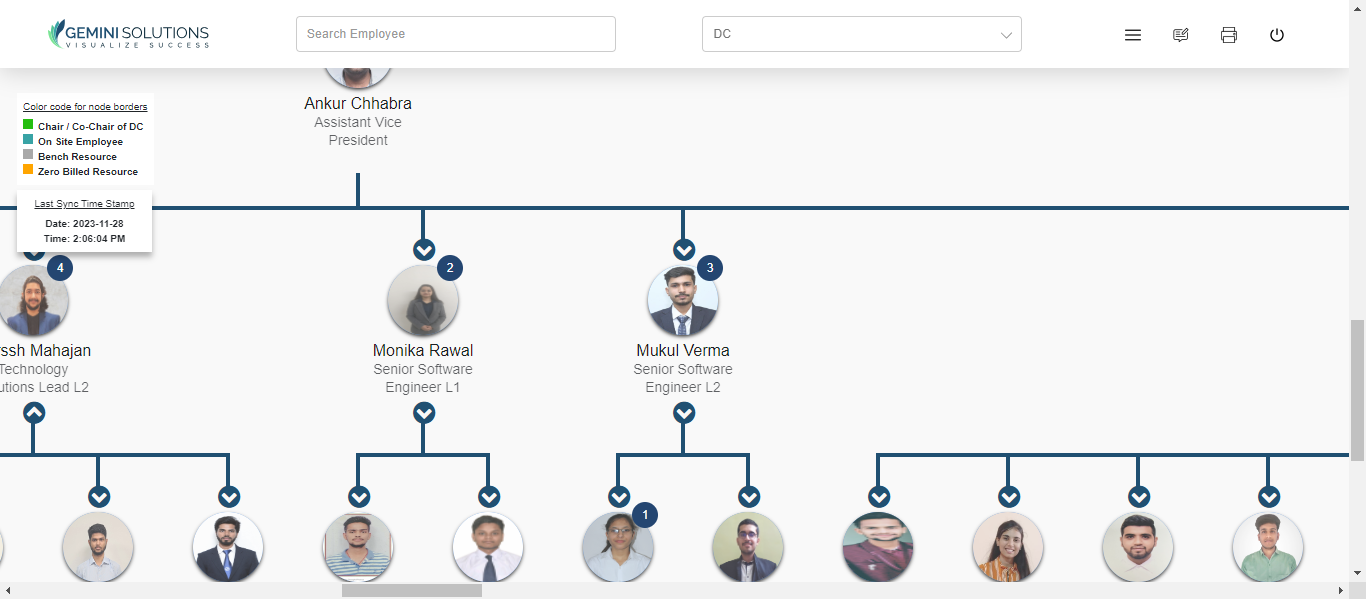 GEMINI SOLUTIONS
VISUALIZE SUCCESS
Search Employee
DC
Ankur Chhabra
Assistant Vice
President
Color code for node borders
Chair / Co-Chair of DC
On Site Employee
Bench Resource
Zero Billed Resource
Last Sync Time Stamp
Date: 2023-11-28
Time: 2:06:04 PM
4
2
3
ssh Mahajan
Technology
utions Lead L2
Monika Rawal
Senior Software
Engineer L1
Mukul Verma
Senior Software
Engineer L2
1